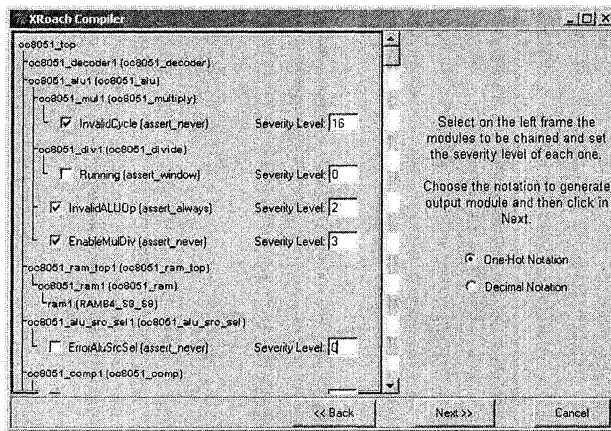 XRoach Compiler
oc8051_top
oc8051_decoder1 (oc8051_decoder)
oc8051_alu1 (oc8051_alu)
oc8051_mul1 (oc8051_multiply)
InvalidCycle (assert_never) Severity Level: 16
oc8051_div1 (oc8051_divide)
Running (assert_window) Severity Level: 0
InvalidALUOp (assert_always) Severity Level: 2
EnableMulDiv (assert_never) Severity Level: 3
oc8051_ram_top1 (oc8051_ram_top)
oc8051_ram1 (oc8051_ram)
ram1 (RAMB4_S8_S8)
oc8051_alu_src_sel1 (oc8051_alu_src_sel)
ErrorAluSrcSel (assert_never) Severity Level: 0
oc8051_comp1 (oc8051_comp)
Select on the left frame the
modules to be chained and set
the severity level of each one.
Choose the notation to generate
output module and then click in
Next.
One-Hot Notation
Decimal Notation
<< Back Next >> Cancel